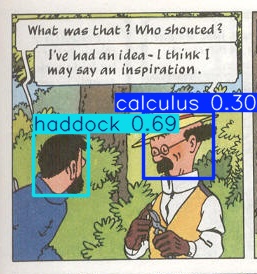 What was that? Who shouted?
I've had an idea - I think I
may say an inspiration.
calculus 0.30
haddock 0.69